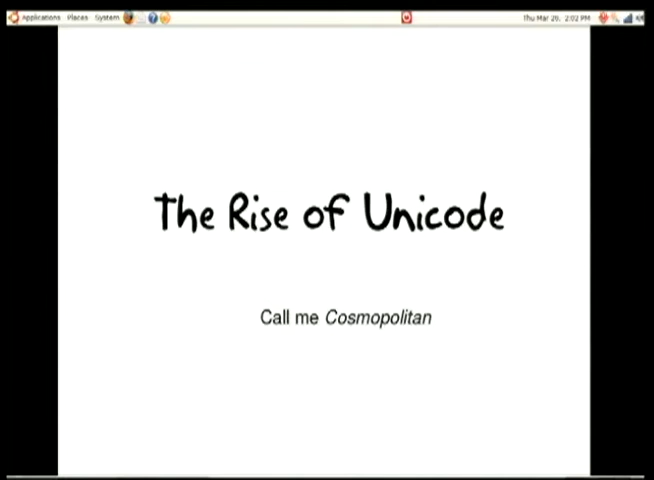 Applications Places System Thu Mar 20, 2:02 PM
The Rise of Unicode
Call me Cosmopolitan